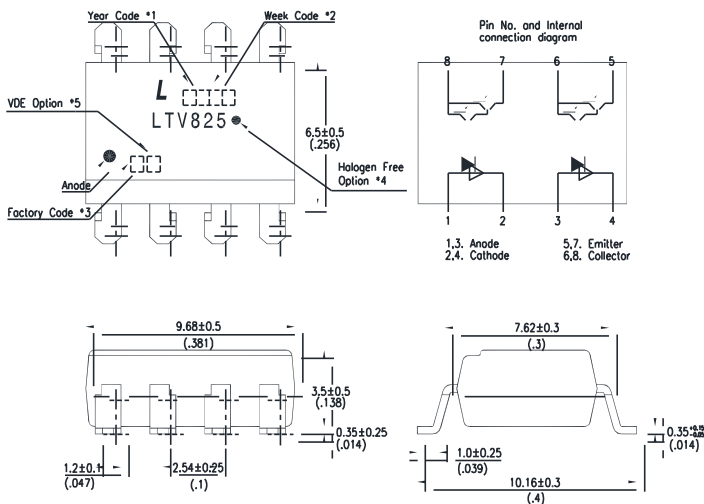 Year Code *1
Week Code *2
L
LTV825
VDE Option *5
6.5±0.5
(.256)
Halogen Free
Option *4
Anode
Factory Code *3
Pin No. and Internal
connection diagram
8 7 6 5
1 2 3 4
1,3. Anode
2,4. Cathode
5,7. Emitter
6,8. Collector
9.68±0.5
(.381)
3.5±0.5
(.138)
0.35±0.25
(.014)
1.2±0.1
(.047)
2.54±0.25
(.1)
7.62±0.3
(.3)
0.35+0.15-0.05
(.014)
1.0±0.25
(.039)
10.16±0.3
(.4)